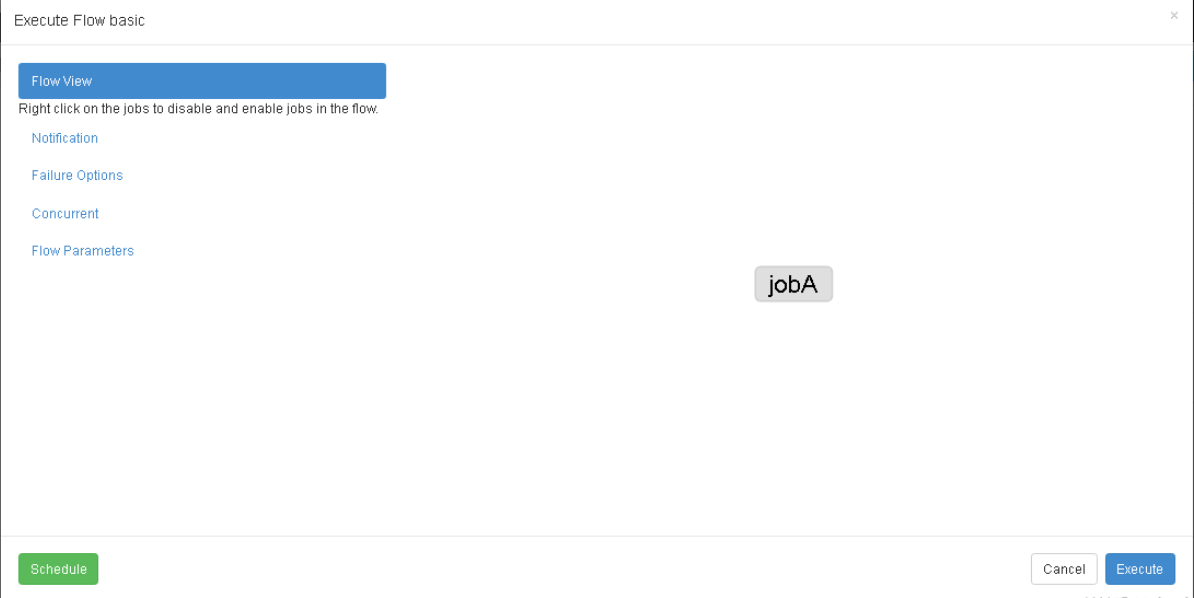 Execute Flow basic
×
Flow View
Right click on the jobs to disable and enable jobs in the flow.
Notification
Failure Options
Concurrent
Flow Parameters
jobA
Schedule
Cancel
Execute